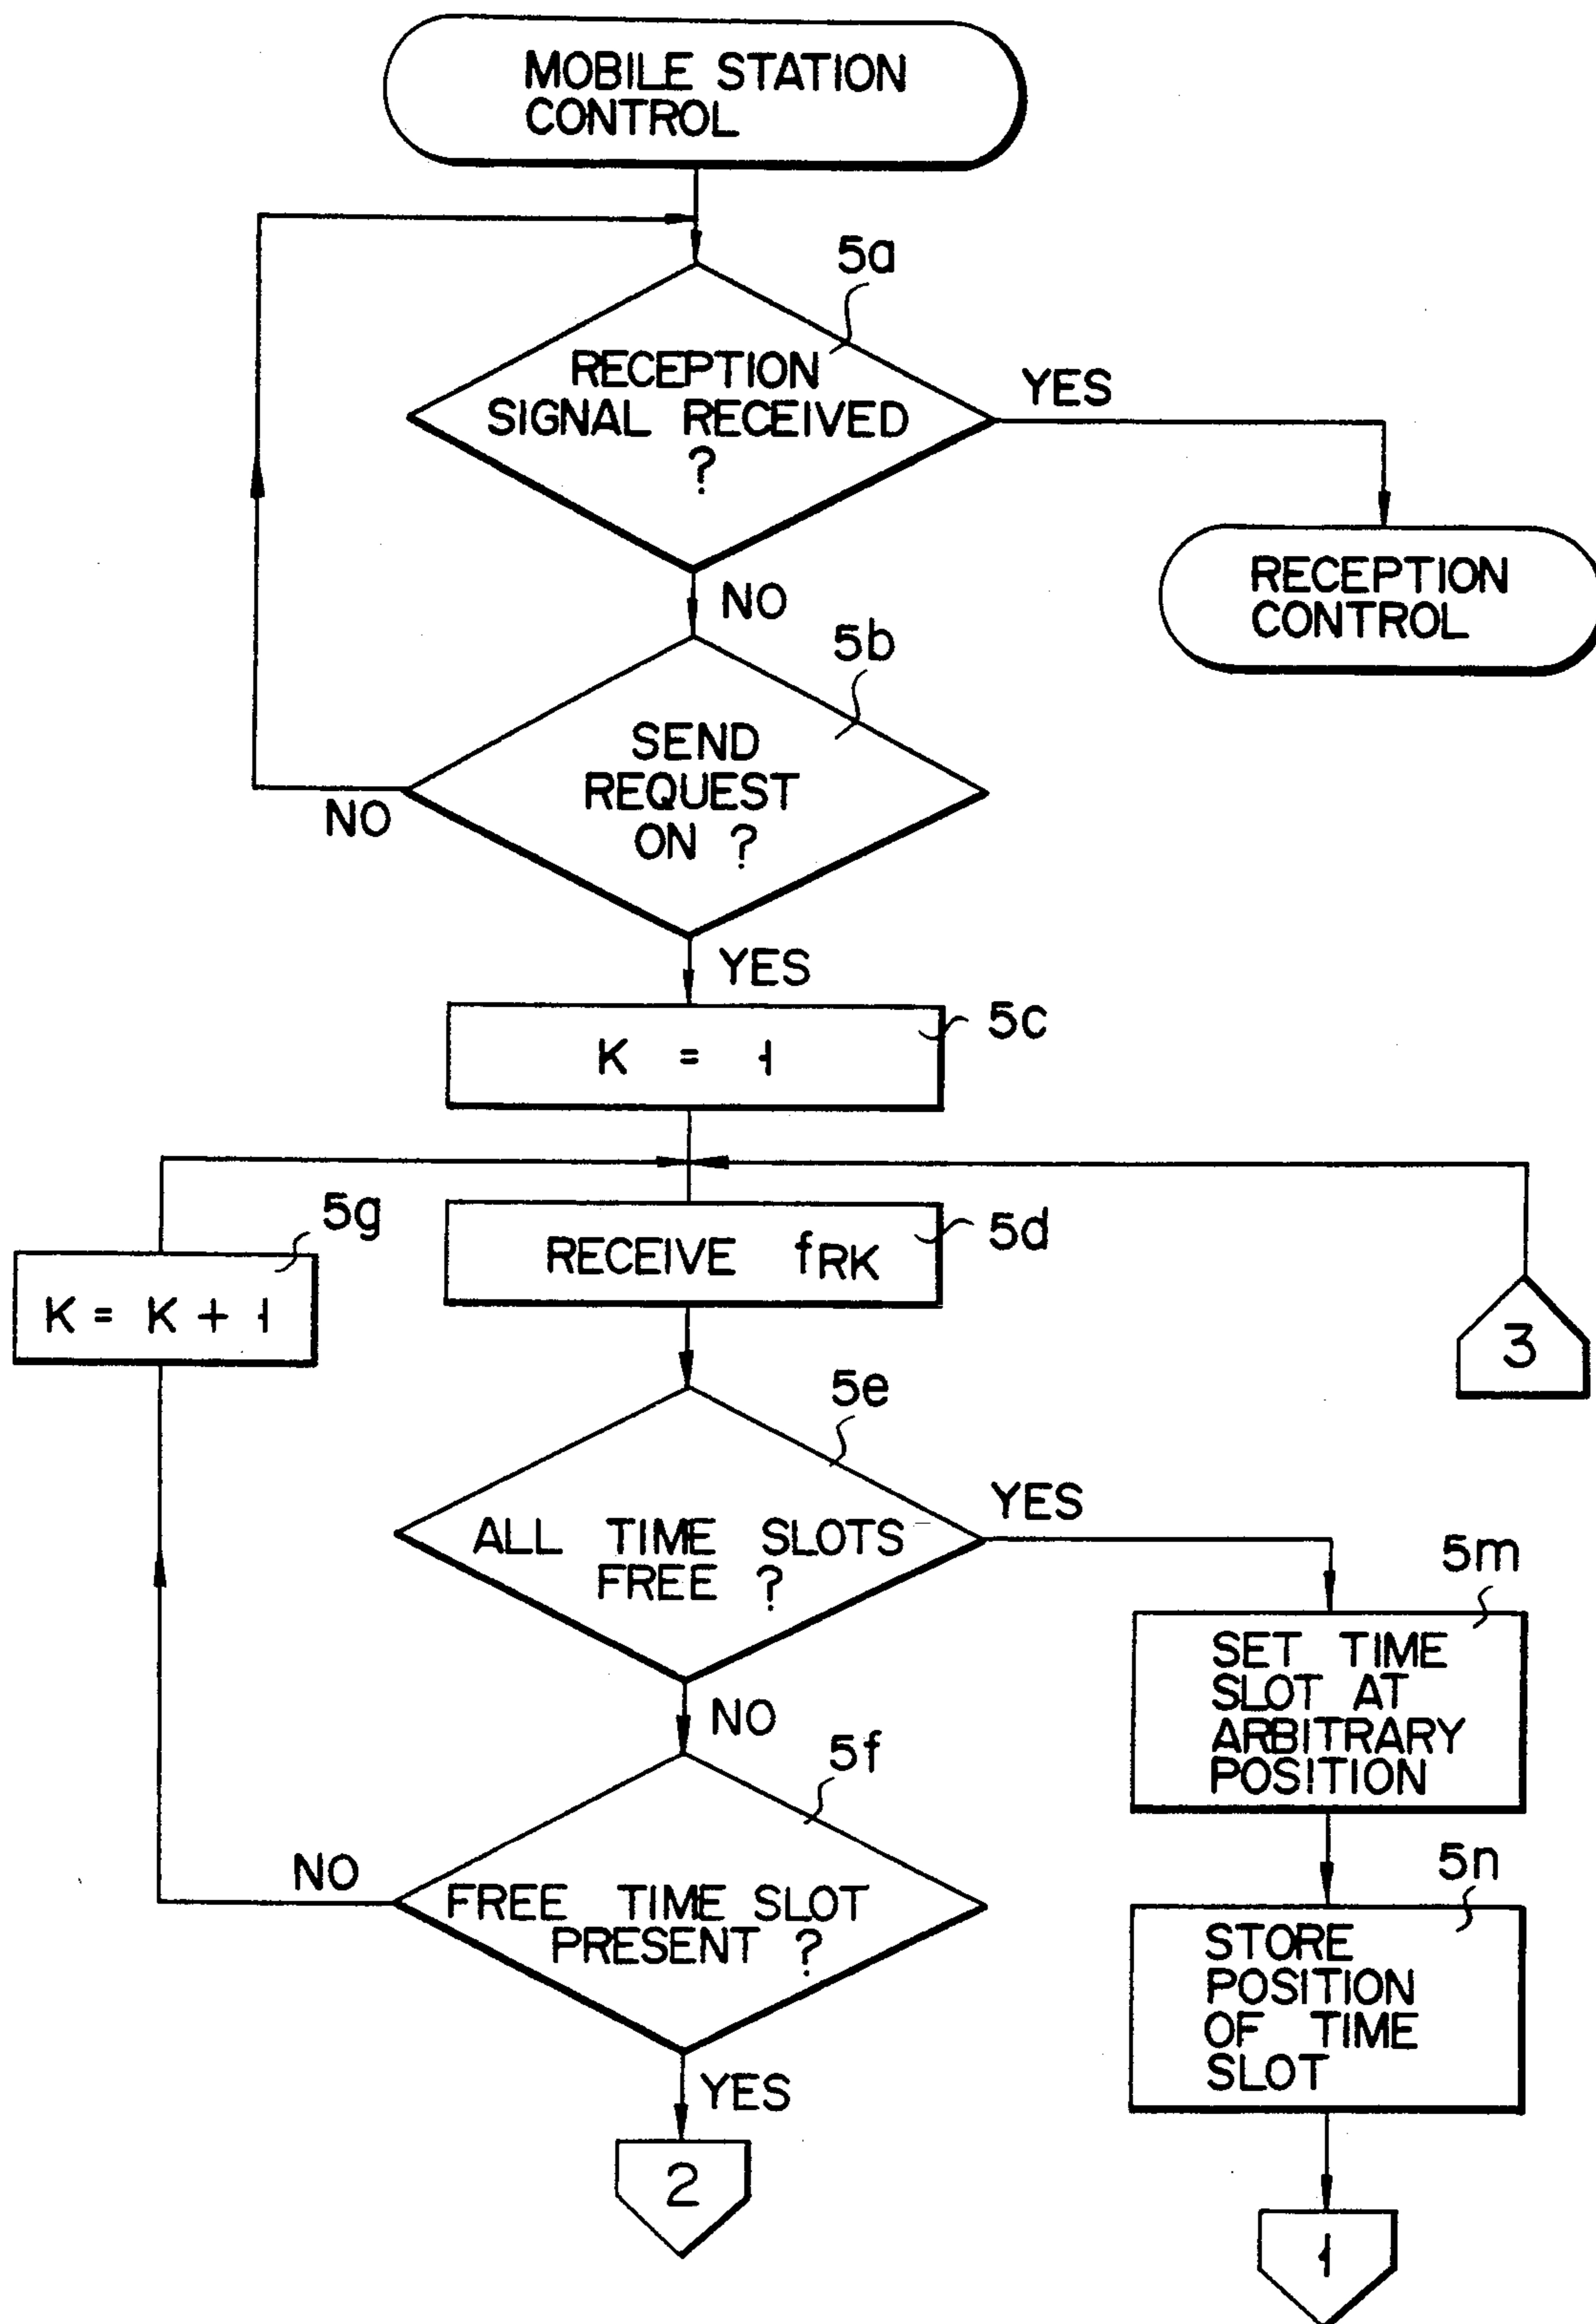 MOBILE STATION
CONTROL
5a
RECEPTION
SIGNAL RECEIVED
?
YES
RECEPTION
CONTROL
NO
5b
SEND
REQUEST
ON ?
NO
YES
5c
K = 1
5g
K = K + 1
5d
RECEIVE fRK
3
5e
ALL TIME SLOTS
FREE ?
YES
5m
SET TIME
SLOT AT
ARBITRARY
POSITION
NO
5f
FREE TIME SLOT
PRESENT ?
NO
5n
STORE
POSITION
OF TIME
SLOT
YES
2
1